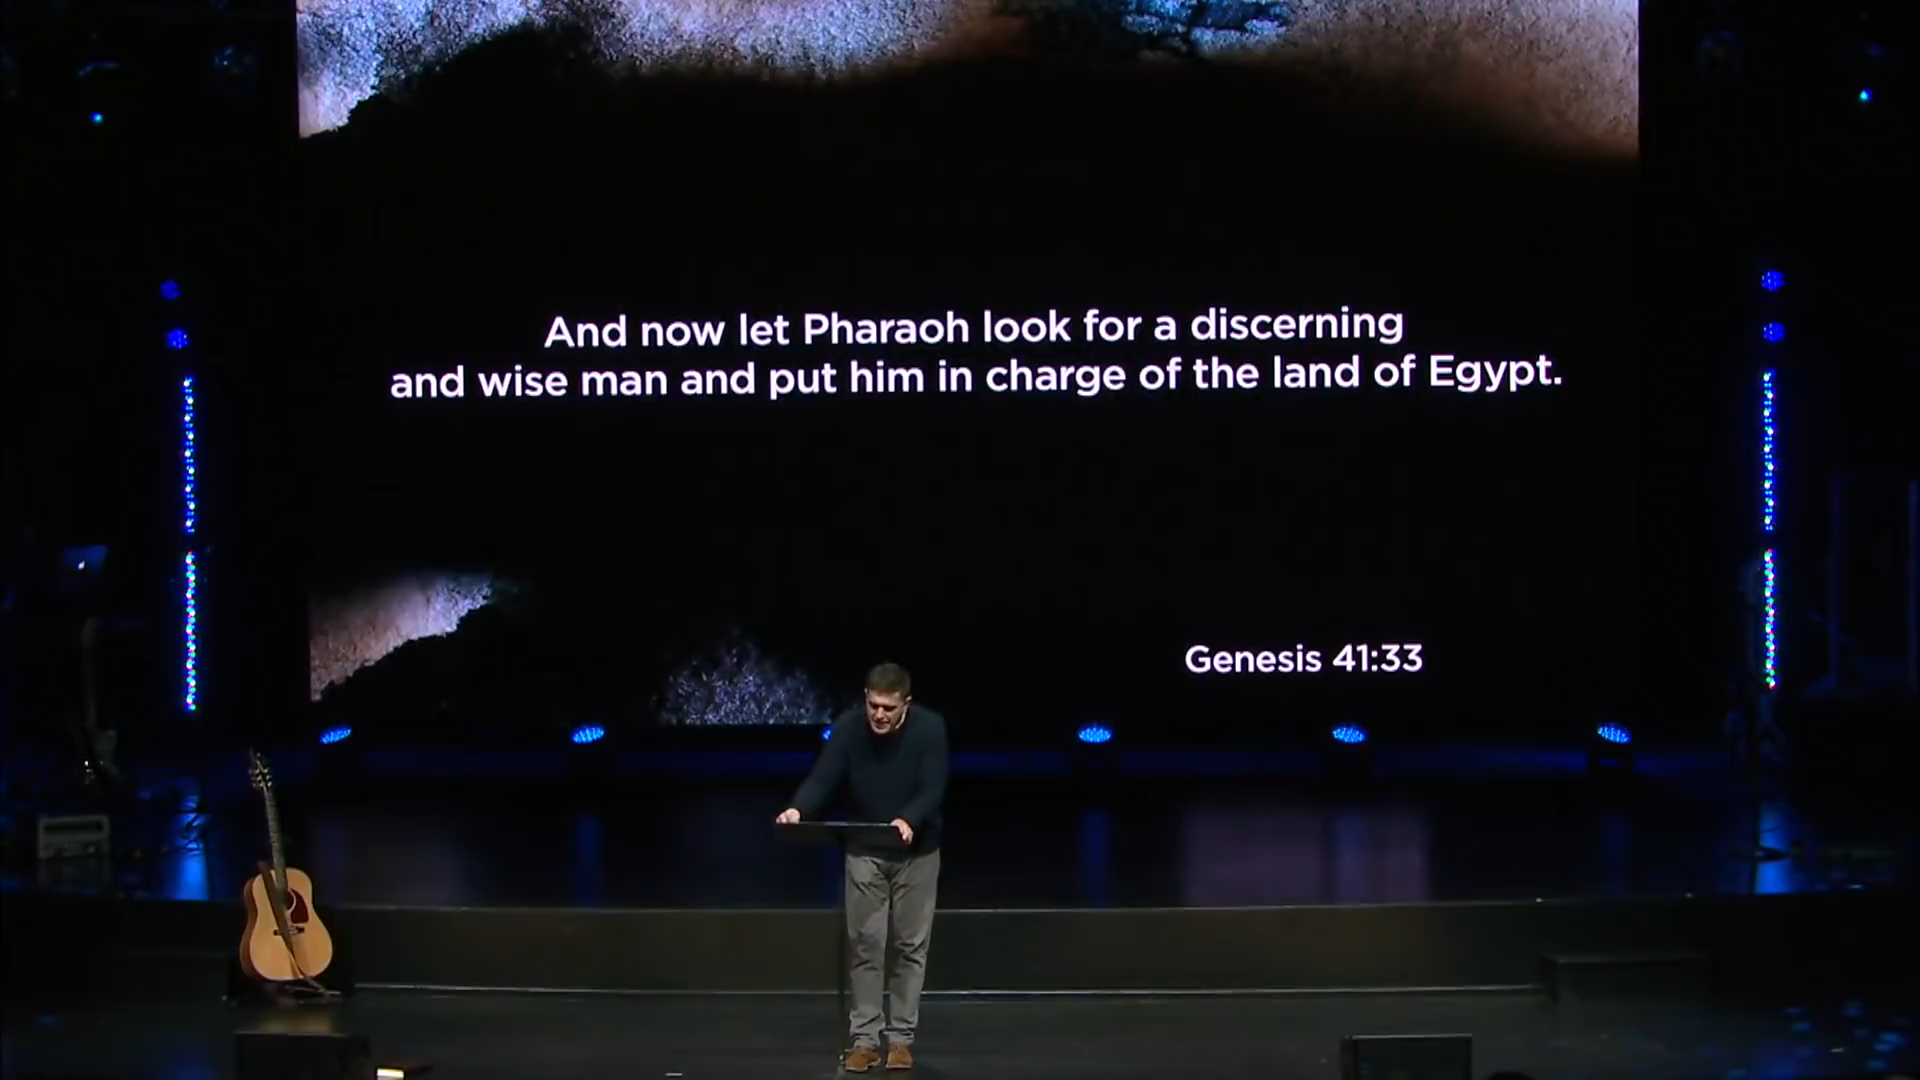 And now let Pharaoh look for a discerning
and wise man and put him in charge of the land of Egypt.
Genesis 41:33